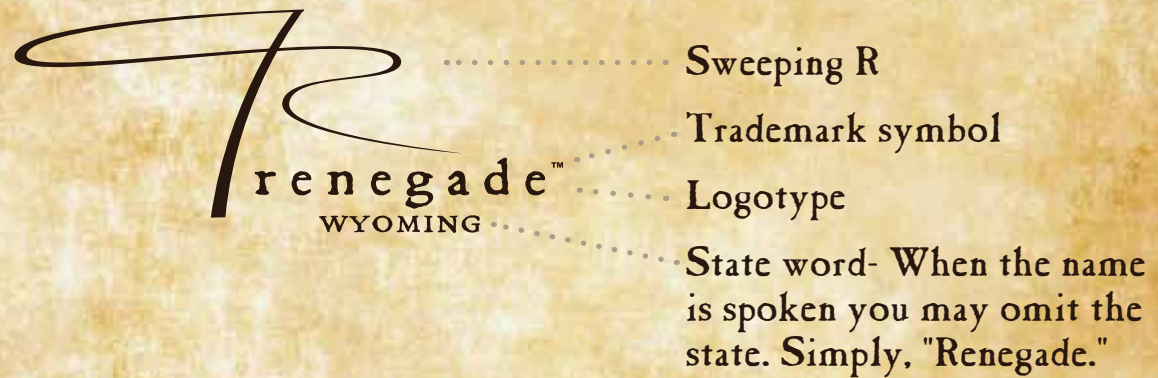 R
Sweeping R
Trademark symbol
renegade™
Logotype
WYOMING
State word- When the name
is spoken you may omit the
state. Simply, "Renegade."